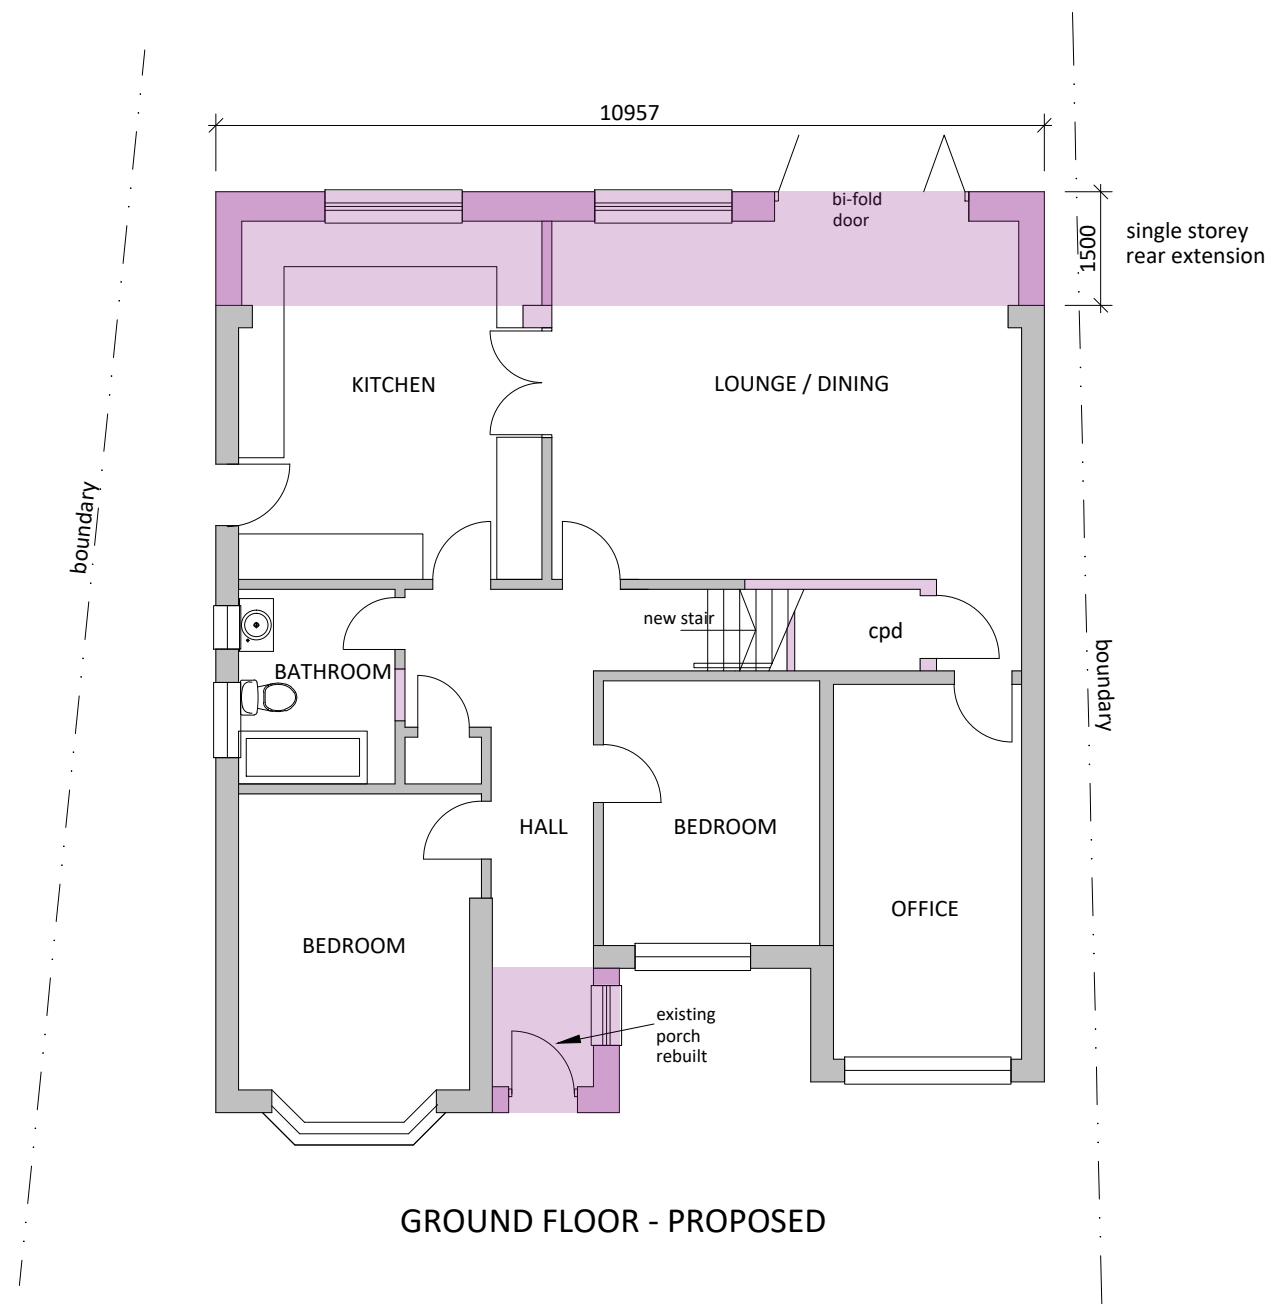 10957
bi-fold
door
1500
single storey
rear extension
KITCHEN
LOUNGE / DINING
boundary
new stair
cpd
BATHROOM
boundary
HALL
BEDROOM
OFFICE
BEDROOM
existing
porch
rebuilt
GROUND FLOOR - PROPOSED